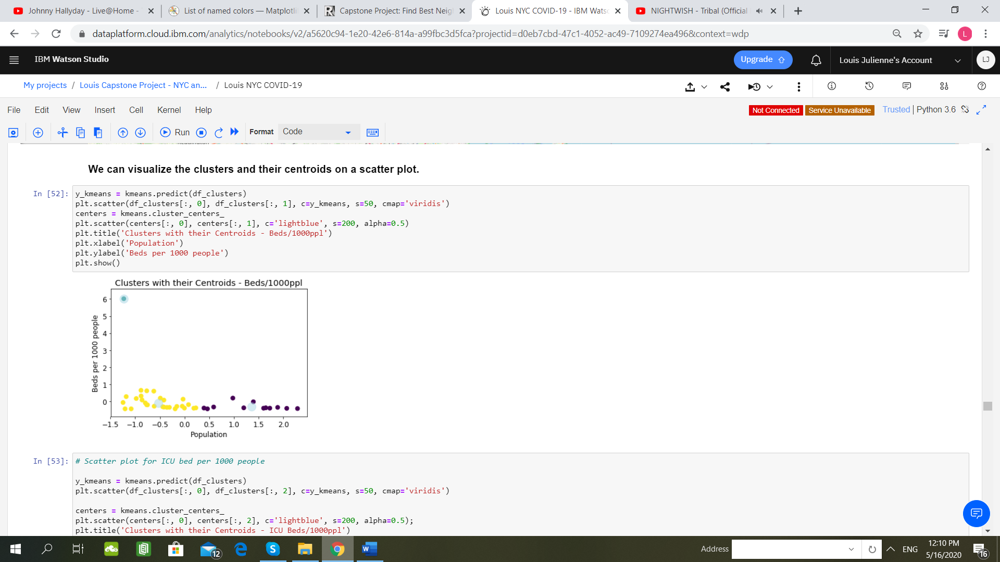 Johnny Hallyday - Live@Home -
List of named colors — Matplotli
Capstone Project: Find Best Neig
Louis NYC COVID-19 - IBM Wats
NIGHTWISH - Tribal (Official
dataplatform.cloud.ibm.com/analytics/notebooks/v2/a5620c94-1e20-42e6-814a-a99fbc3d5fca?projectid=d0eb7cbd-47c1-4052-ac49-7109274ea496&context=wdp
L
IBM Watson Studio
Upgrade
Louis Julienne's Account
LJ
My projects / Louis Capstone Project - NYC an... / Louis NYC COVID-19
File Edit View Insert Cell Kernel Help
Not Connected Service Unavailable Trusted | Python 3.6
Run
Format Code
We can visualize the clusters and their centroids on a scatter plot.
In [52]:
y_kmeans = kmeans.predict(df_clusters)
plt.scatter(df_clusters[:, 0], df_clusters[:, 1], c=y_kmeans, s=50, cmap='viridis')
centers = kmeans.cluster_centers_
plt.scatter(centers[:, 0], centers[:, 1], c='lightblue', s=200, alpha=0.5)
plt.title('Clusters with their Centroids - Beds/1000ppl')
plt.xlabel('Population')
plt.ylabel('Beds per 1000 people')
plt.show()
Clusters with their Centroids - Beds/1000ppl
Beds per 1000 people
6
5
4
3
2
1
0
−1.5 −1.0 −0.5 0.0 0.5 1.0 1.5 2.0
Population
In [53]:
# Scatter plot for ICU bed per 1000 people
y_kmeans = kmeans.predict(df_clusters)
plt.scatter(df_clusters[:, 0], df_clusters[:, 2], c=y_kmeans, s=50, cmap='viridis')
centers = kmeans.cluster_centers_
plt.scatter(centers[:, 0], centers[:, 2], c='lightblue', s=200, alpha=0.5);
plt.title('Clusters with their Centroids - ICU Beds/1000ppl')
12
Address
ENG
12:10 PM
5/16/2020
16